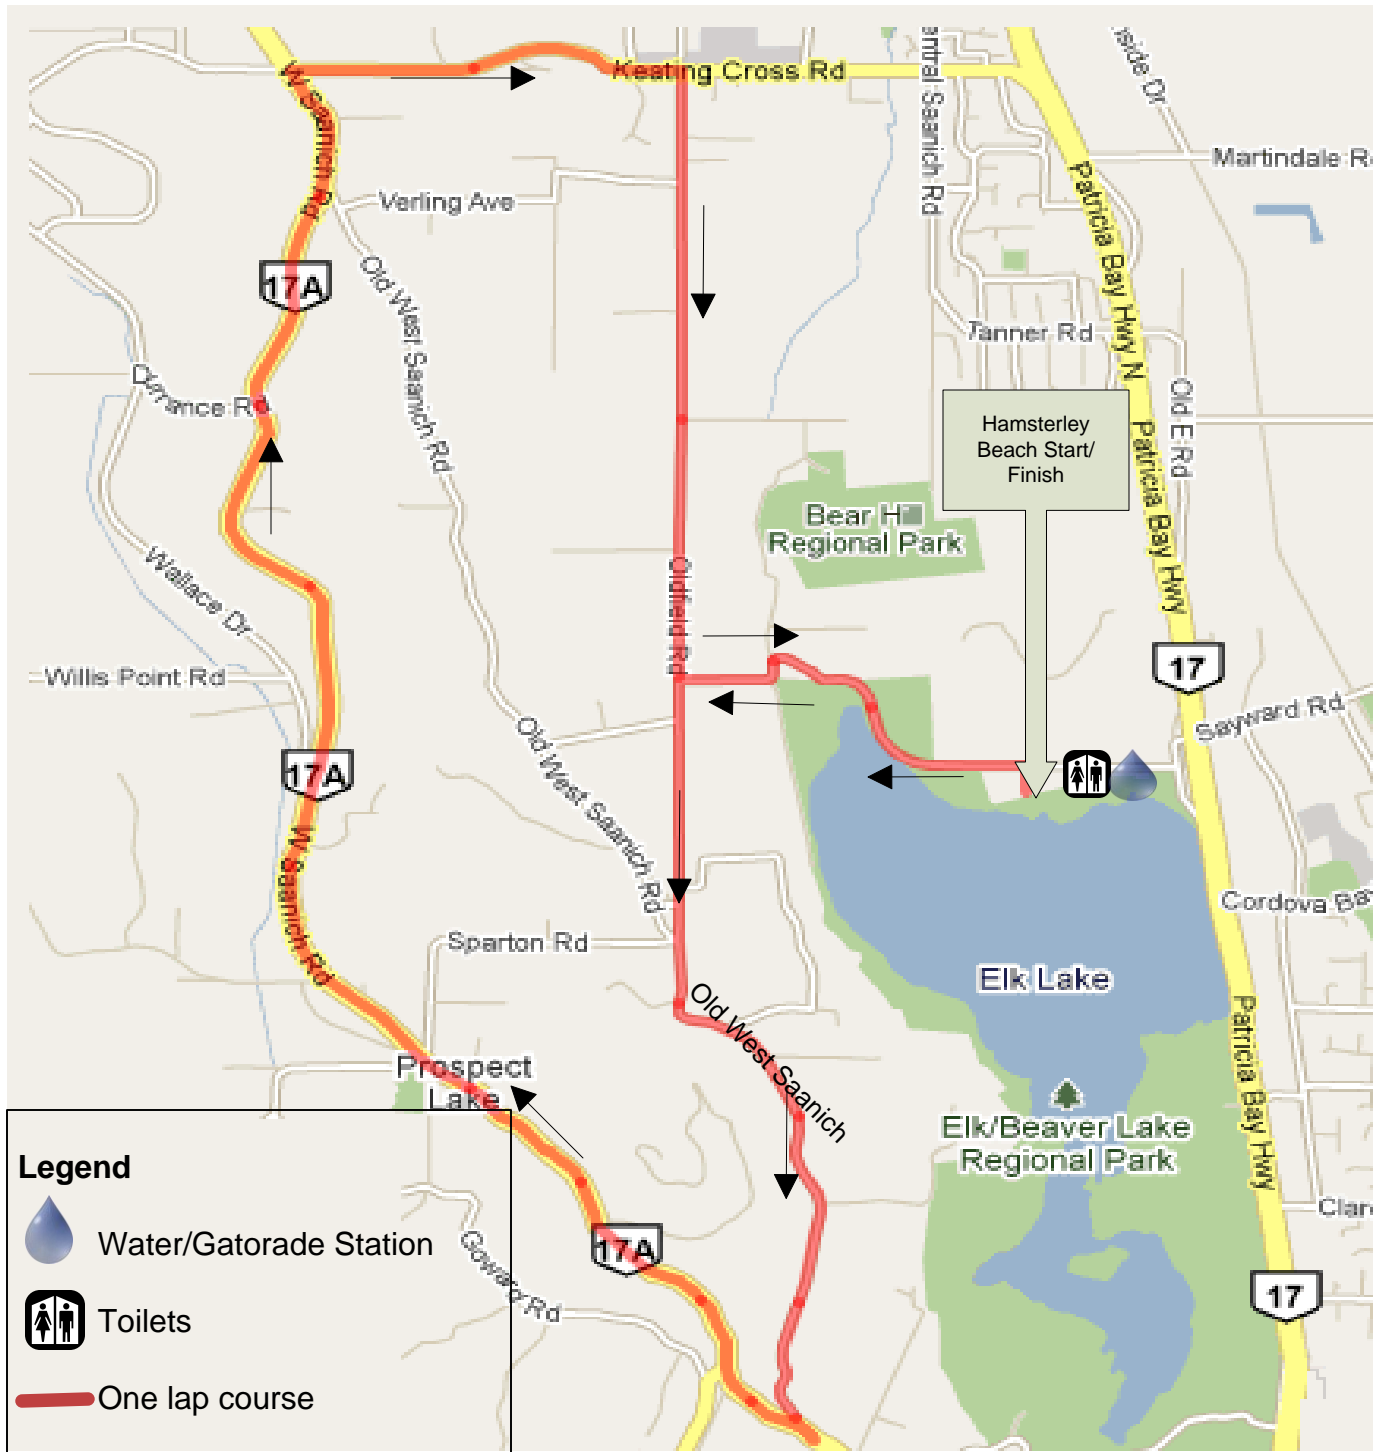 W Saanich Rd
Keating Cross Rd
Central Saanich Rd
Martindale Rd
Verling Ave
17A
Old West Saanich Rd
Patricia Bay Hwy N
Tanner Rd
Durrance Rd
Old E Rd
Hamsterley
Beach Start/
Finish
Patricia Bay Hwy
Bear Hill
Regional Park
Wallace Dr
Oldfield Rd
Willis Point Rd
17
Sayward Rd
Old West Saanich Rd
17A
W Saanich Rd
Cordova Bay
Sparton Rd
Elk Lake
Old West Saanich
Patricia Bay Hwy
Prospect
Lake
Elk/Beaver Lake
Regional Park
Legend
Water/Gatorade Station
Goward Rd
17A
17
Toilets
One lap course